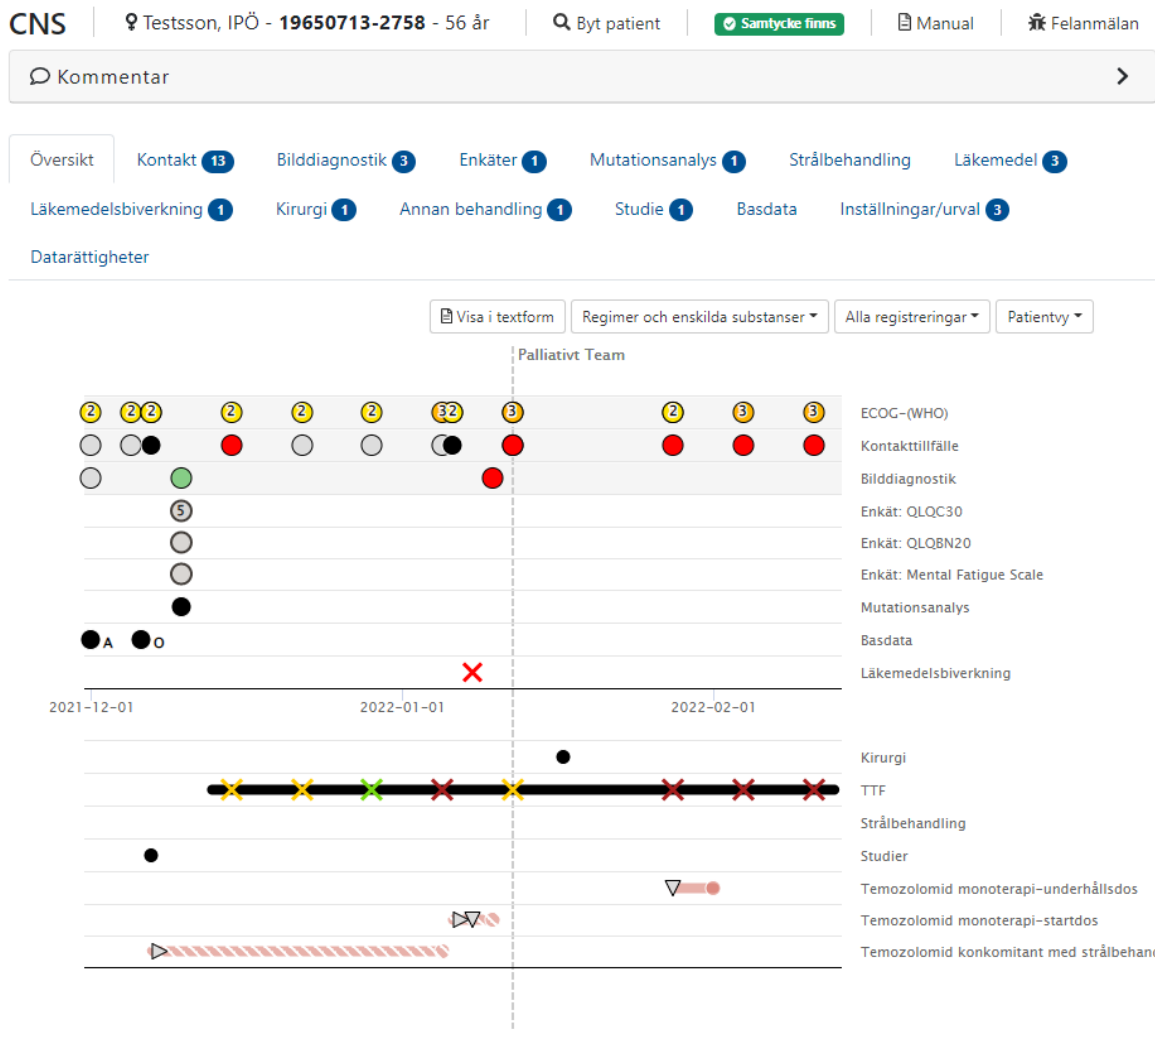 CNS Testsson, IPÖ - 19650713-2758 - 56 år Byt patient Samtycke finns Manual Felanmälan
Kommentar
Översikt Kontakt 13 Bilddiagnostik 3 Enkäter 1 Mutationsanalys 1 Strålbehandling Läkemedel 3
Läkemedelsbiverkning 1 Kirurgi 1 Annan behandling 1 Studie 1 Basdata Inställningar/urval 3
Datarättigheter
Visa i textform Regimer och enskilda substanser Alla registreringar Patientvy
Palliativt Team
2 2 2 2 2 2 3 2 3 2 3 3 ECOG-(WHO)
Kontakttillfälle
Bilddiagnostik
5 Enkät: QLQC30
Enkät: QLQBN20
Enkät: Mental Fatigue Scale
Mutationsanalys
A O Basdata
Läkemedelsbiverkning
2021-12-01 2022-01-01 2022-02-01
Kirurgi
TTF
Strålbehandling
Studier
Temozolomid monoterapi-underhållsdos
Temozolomid monoterapi-startdos
Temozolomid konkomitant med strålbehand